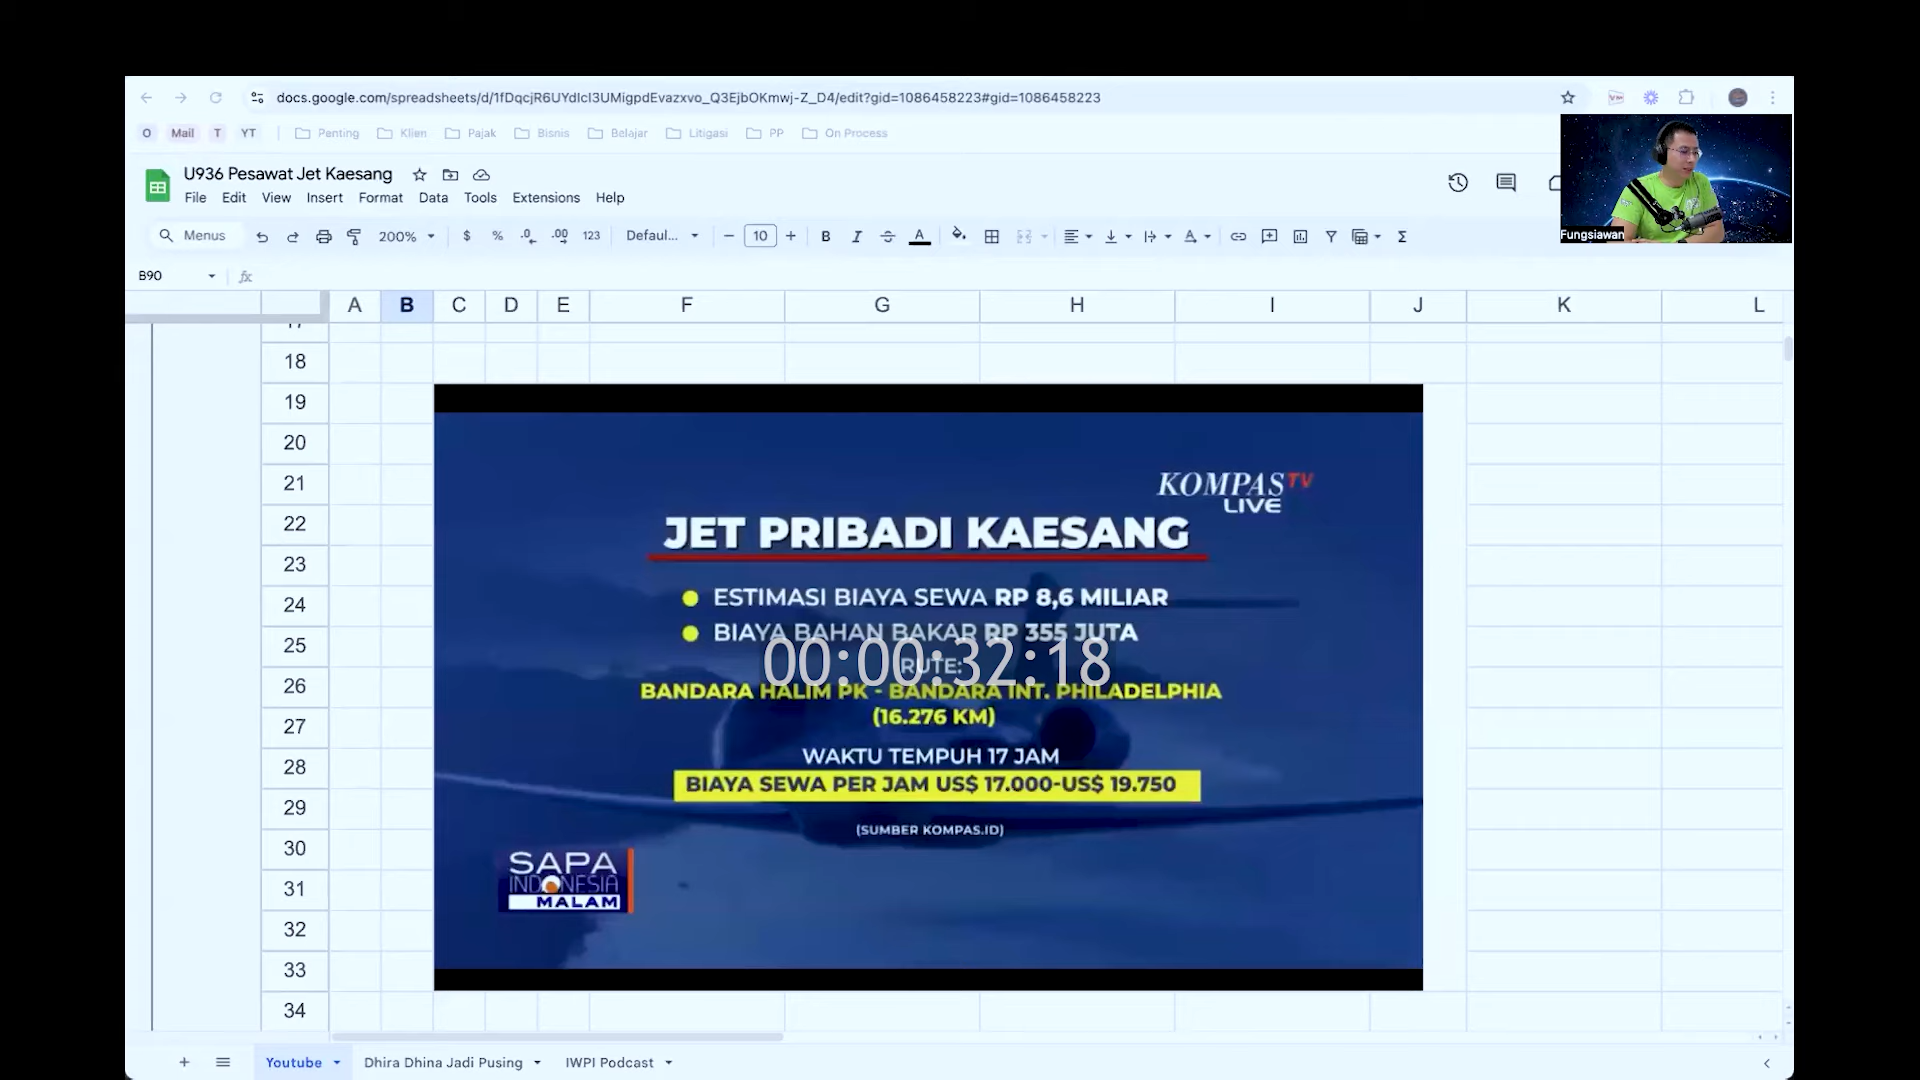 docs.google.com/spreadsheets/d/1fDqcjR6UYdIcI3UMigpdEvazxvo_Q3EjbOKmwj-Z_D4/edit?gid=1086458223#gid=1086458223
O Mail T YT Penting Klien Pajak Bisnis Belajar Litigasi PP On Process
U936 Pesawat Jet Kaesang
File Edit View Insert Format Data Tools Extensions Help
Fungsiawan
Menus 200% $ % .0 .00 123 Defaul... − 10 + B I S A Σ
B90 fx
A B C D E F G H I J K L
17
18
19
20
21
22
23
24
25
26
27
28
29
30
31
32
33
34
KOMPAS TV
LIVE
JET PRIBADI KAESANG
ESTIMASI BIAYA SEWA RP 8,6 MILIAR
BIAYA BAHAN BAKAR RP 355 JUTA
00:00:32:18
RUTE:
BANDARA HALIM PK - BANDARA INT. PHILADELPHIA
(16.276 KM)
WAKTU TEMPUH 17 JAM
BIAYA SEWA PER JAM US$ 17.000-US$ 19.750
(SUMBER KOMPAS.ID)
SAPA
INDONESIA
MALAM
Youtube Dhira Dhina Jadi Pusing IWPI Podcast